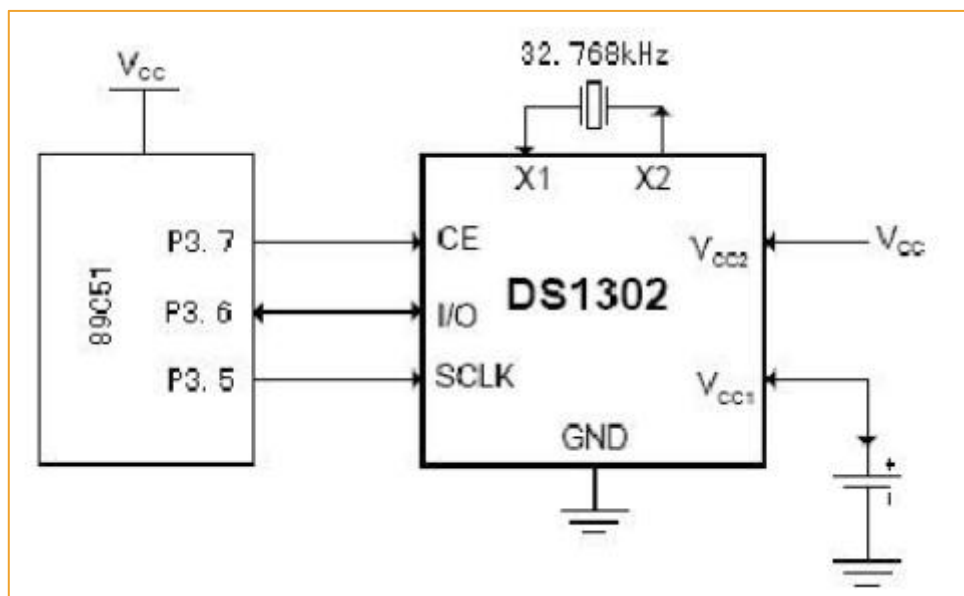 32.768kHz
VCC
X1 X2
P3.7 CE VCC2 VCC
89C51 P3.6 I/O DS1302
P3.5 SCLK VCC1
GND
+
-